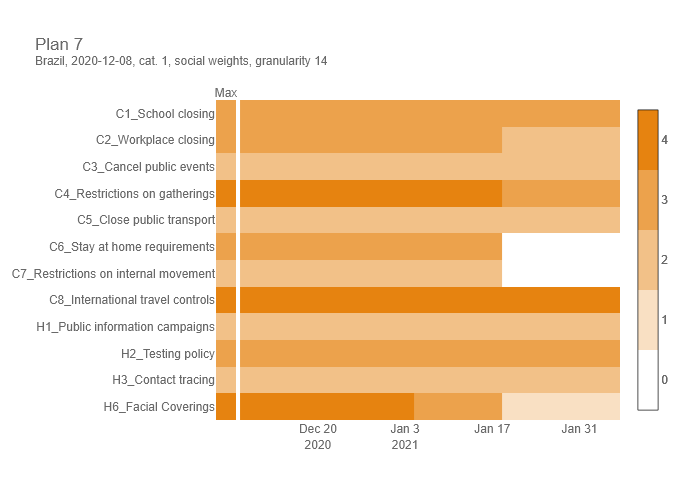 Plan 7
Brazil, 2020-12-08, cat. 1, social weights, granularity 14
Max
C1_School closing
C2_Workplace closing
C3_Cancel public events
C4_Restrictions on gatherings
C5_Close public transport
C6_Stay at home requirements
C7_Restrictions on internal movement
C8_International travel controls
H1_Public information campaigns
H2_Testing policy
H3_Contact tracing
H6_Facial Coverings
4
3
2
1
0
Dec 20 Jan 3 Jan 17 Jan 31
2020 2021